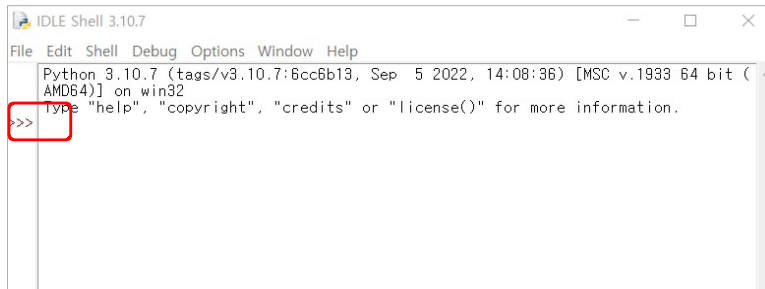 IDLE Shell 3.10.7
File Edit Shell Debug Options Window Help
Python 3.10.7 (tags/v3.10.7:6cc6b13, Sep  5 2022, 14:08:36) [MSC v.1933 64 bit (
AMD64)] on win32
Type "help", "copyright", "credits" or "license()" for more information.
>>>